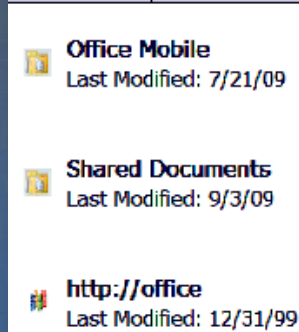 Office Mobile
Last Modified: 7/21/09
Shared Documents
Last Modified: 9/3/09
http://office
Last Modified: 12/31/99